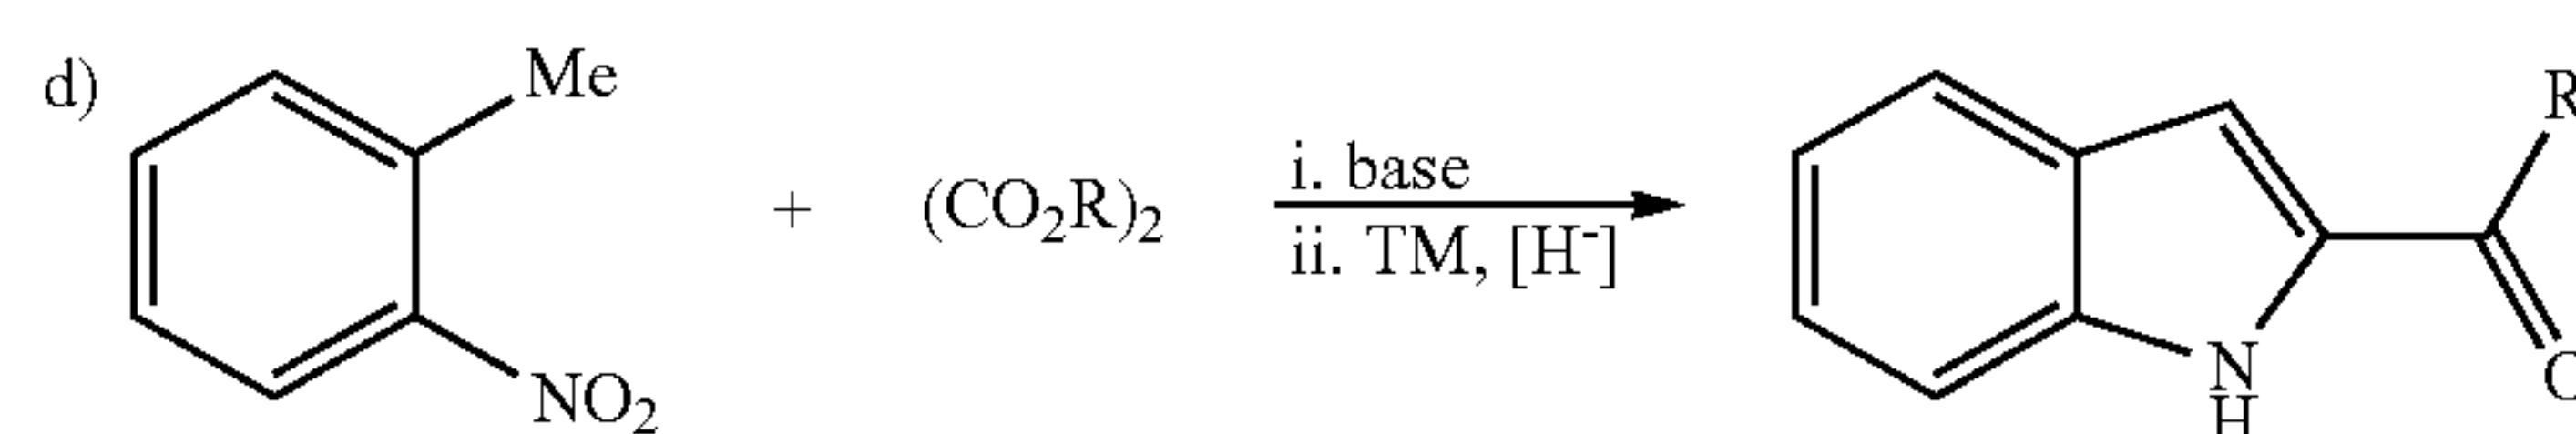 d)
Me
NO₂
+
(CO₂R)₂
i. base
ii. TM, [H⁻]
N
H